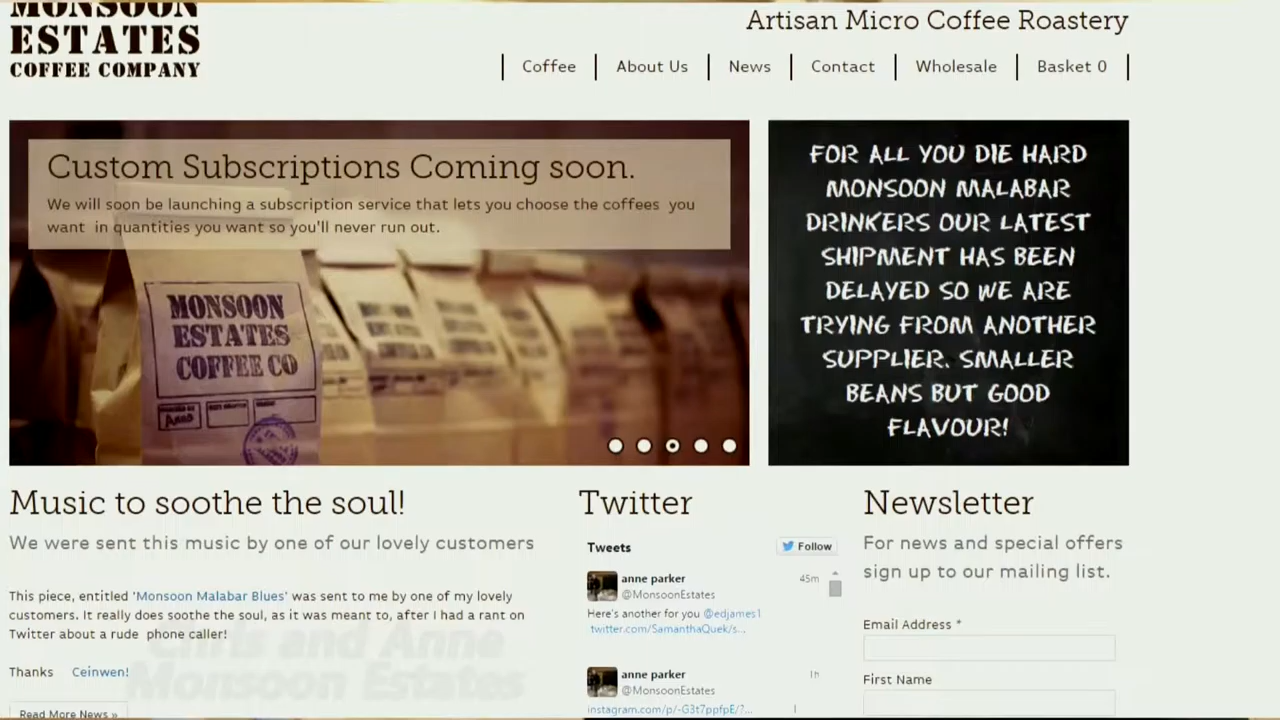 MONSOON
ESTATES
COFFEE COMPANY
Artisan Micro Coffee Roastery
Coffee
About Us
News
Contact
Wholesale
Basket 0
Custom Subscriptions Coming soon.
We will soon be launching a subscription service that lets you choose the coffees you
want in quantities you want so you'll never run out.
MONSOON
ESTATES
COFFEE CO
FOR ALL YOU DIE HARD
MONSOON MALABAR
DRINKERS OUR LATEST
SHIPMENT HAS BEEN
DELAYED SO WE ARE
TRYING FROM ANOTHER
SUPPLIER. SMALLER
BEANS BUT GOOD
FLAVOUR!
Music to soothe the soul!
We were sent this music by one of our lovely customers
This piece, entitled 'Monsoon Malabar Blues' was sent to me by one of my lovely
customers. It really does soothe the soul, as it was meant to, after I had a rant on
Twitter about a rude phone caller!
Thanks Ceinwen!
Read More News »
Chris and Anne
Monsoon Estates
Twitter
Tweets
Follow
anne parker
45m
@MonsoonEstates
Here's another for you @edjames1
twitter.com/SamanthaQuek/s...
anne parker
1h
@MonsoonEstates
instagram.com/p/-G3t7ppfpE/?...
Newsletter
For news and special offers
sign up to our mailing list.
Email Address *
First Name